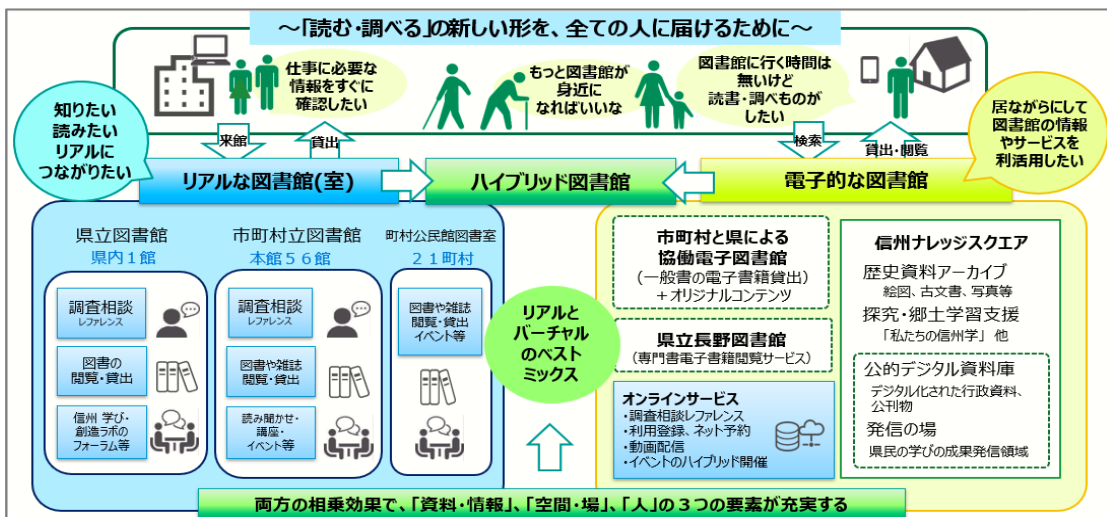 ～「読む・調べる」の新しい形を、全ての人に届けるために～
仕事に必要な
情報をすぐに
確認したい
もっと図書館が
身近に
なればいいな
図書館に行く時間は
無いけど
読書・調べものが
したい
知りたい
読みたい
リアルに
つながりたい
居ながらにして
図書館の情報
やサービスを
利活用したい
来館
貸出
検索
貸出・閲覧
リアルな図書館(室)
ハイブリッド図書館
電子的な図書館
県立図書館
県内１館
調査相談
レファレンス
図書の
閲覧・貸出
信州 学び・
創造ラボの
フォーラム等
市町村立図書館
本館５６館
調査相談
レファレンス
図書や雑誌
閲覧・貸出
読み聞かせ・
講座・
イベント等
町村公民館図書室
２１町村
図書や雑誌
閲覧・貸出
イベント等
リアルと
バーチャル
のベスト
ミックス
市町村と県による
協働電子図書館
(一般書の電子書籍貸出)
＋オリジナルコンテンツ
県立長野図書館
(専門書電子書籍閲覧サービス)
オンラインサービス
・調査相談レファレンス
・利用登録、ネット予約
・動画配信
・イベントのハイブリッド開催
信州ナレッジスクエア
歴史資料アーカイブ
絵図、古文書、写真等
探究・郷土学習支援
「私たちの信州学」 他
公的デジタル資料庫
デジタル化された行政資料、
公刊物
発信の場
県民の学びの成果発信領域
両方の相乗効果で、「資料・情報」、「空間・場」、「人」の３つの要素が充実する